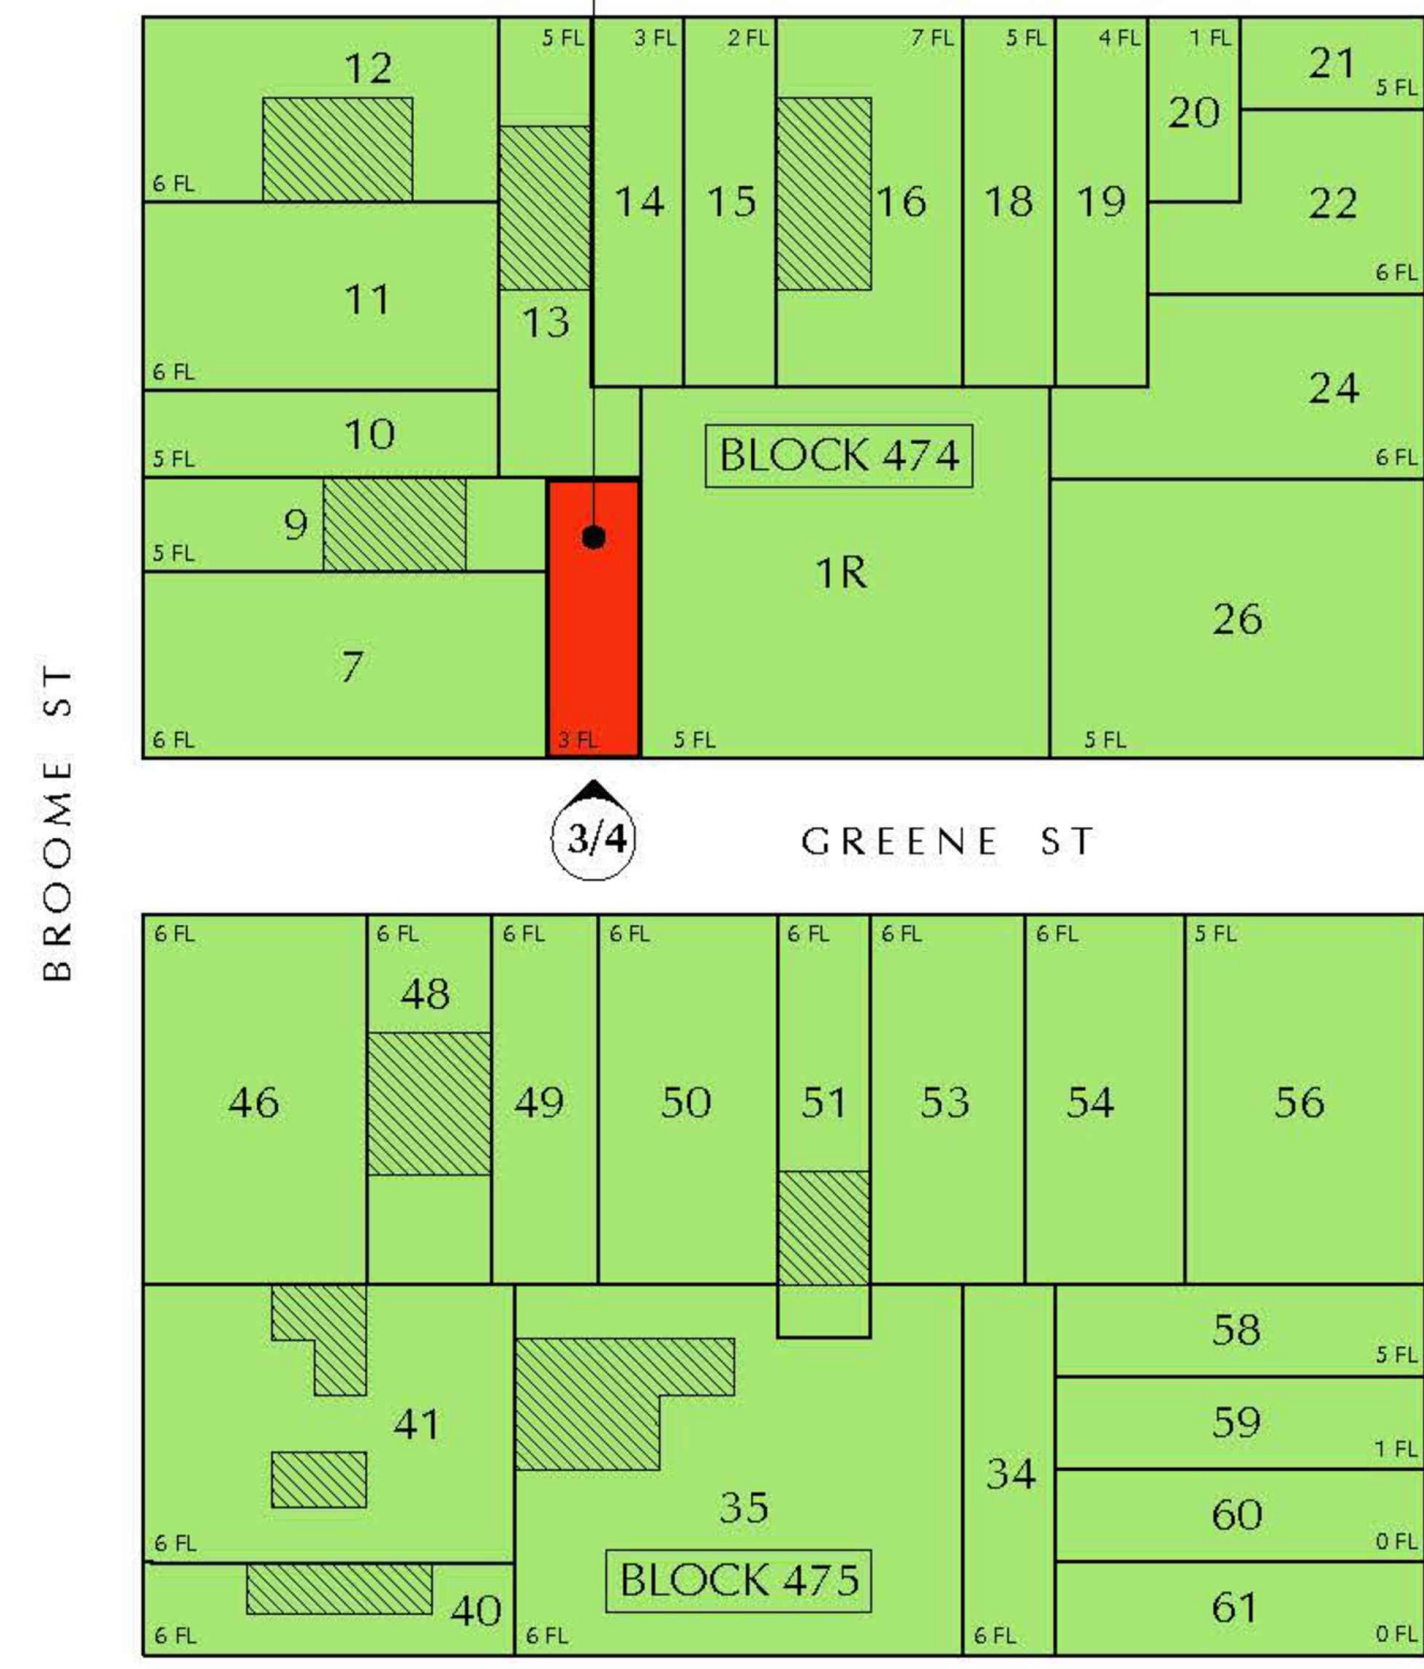 5 FL
3 FL
2 FL
7 FL
5 FL
4 FL
1 FL
12
21
5 FL
20
6 FL
14
15
16
18
19
22
6 FL
11
13
6 FL
24
10
BLOCK 474
5 FL
6 FL
9
5 FL
1R
26
7
6 FL
3 FL
5 FL
5 FL
BROOME ST
3/4
GREENE ST
6 FL
6 FL
6 FL
6 FL
6 FL
6 FL
6 FL
5 FL
48
46
49
50
51
53
54
56
58
5 FL
41
59
1 FL
34
35
60
6 FL
0 FL
BLOCK 475
40
61
6 FL
6 FL
6 FL
0 FL